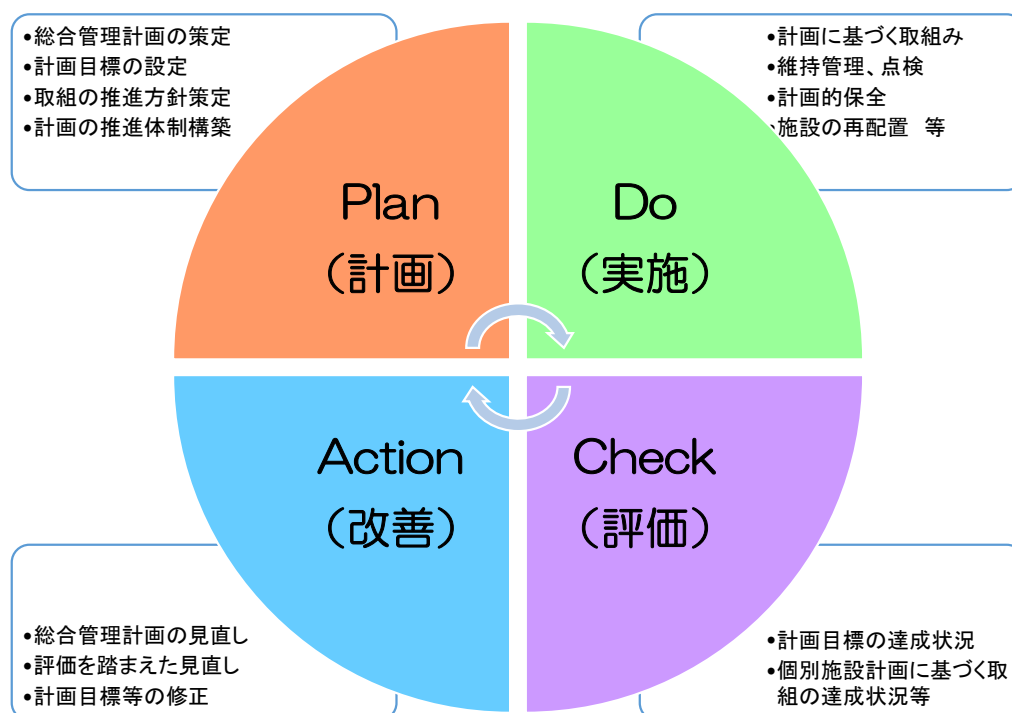 •総合管理計画の策定
•計画目標の設定
•取組の推進方針策定
•計画の推進体制構築
•計画に基づく取組み
•維持管理、点検
•計画的保全
•施設の再配置　等
Plan
（計画）
Do
（実施）
Action
（改善）
Check
（評価）
•総合管理計画の見直し
•評価を踏まえた見直し
•計画目標等の修正
•計画目標の達成状況
•個別施設計画に基づく取
組の達成状況等